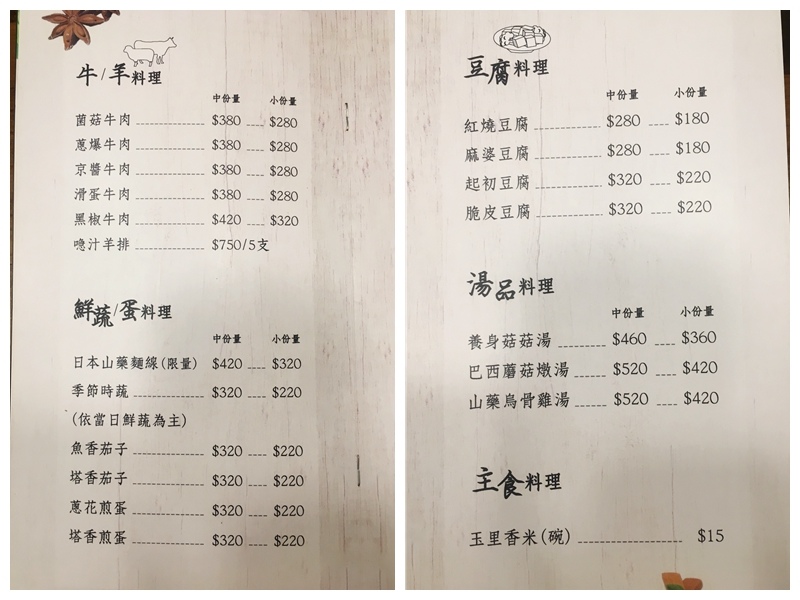 牛/羊料理
中份量 小份量
菌菇牛肉 $380 $280
蔥爆牛肉 $380 $280
京醬牛肉 $380 $280
滑蛋牛肉 $380 $280
黑椒牛肉 $420 $320
噫汁羊排 $750/5支
鮮蔬/蛋料理
中份量 小份量
日本山藥麵線(限量) $420 $320
季節時蔬 $320 $220
(依當日鮮蔬為主)
魚香茄子 $320 $220
塔香茄子 $320 $220
蔥花煎蛋 $320 $220
塔香煎蛋 $320 $220
豆腐料理
中份量 小份量
紅燒豆腐 $280 $180
麻婆豆腐 $280 $180
起初豆腐 $320 $220
脆皮豆腐 $320 $220
湯品料理
中份量 小份量
養身菇菇湯 $460 $360
巴西蘑菇燉湯 $520 $420
山藥烏骨雞湯 $520 $420
主食料理
玉里香米(碗) $15